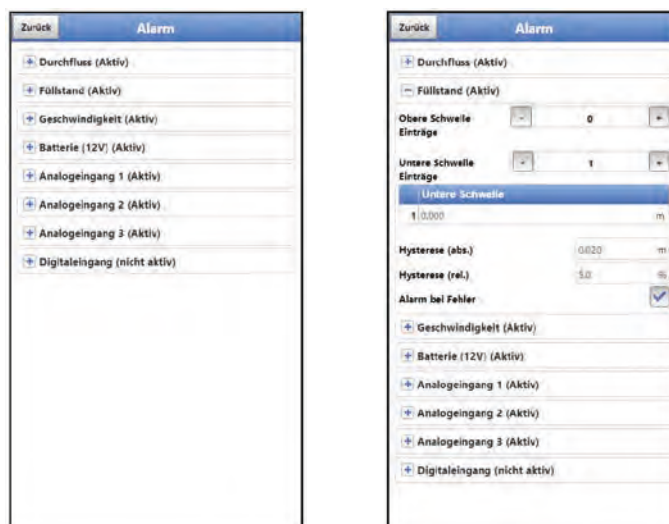 Zurück Alarm
+ Durchfluss (Aktiv)
+ Füllstand (Aktiv)
+ Geschwindigkeit (Aktiv)
+ Batterie (12V) (Aktiv)
+ Analogeingang 1 (Aktiv)
+ Analogeingang 2 (Aktiv)
+ Analogeingang 3 (Aktiv)
+ Digitaleingang (nicht aktiv)
Zurück Alarm
+ Durchfluss (Aktiv)
− Füllstand (Aktiv)
Obere Schwelle - 0 +
Einträge
Untere Schwelle - 1 +
Einträge
Untere Schwelle
1 0.000 m
Hysterese (abs.) 0.020 m
Hysterese (rel.) 5.0 %
Alarm bei Fehler
+ Geschwindigkeit (Aktiv)
+ Batterie (12V) (Aktiv)
+ Analogeingang 1 (Aktiv)
+ Analogeingang 2 (Aktiv)
+ Analogeingang 3 (Aktiv)
+ Digitaleingang (nicht aktiv)